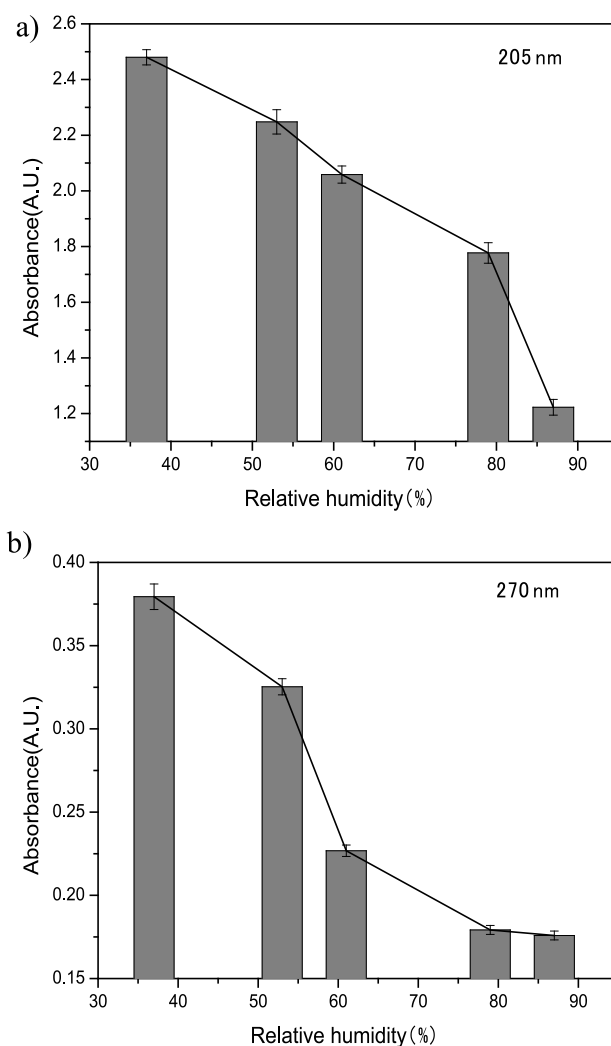 a)
205 nm
2.6
2.4
2.2
2.0
1.8
1.6
1.4
1.2
30 40 50 60 70 80 90
Absorbance(A.U.)
Relative humidity(%)
b)
270 nm
0.40
0.35
0.30
0.25
0.20
0.15
30 40 50 60 70 80 90
Absorbance(A.U.)
Relative humidity(%)